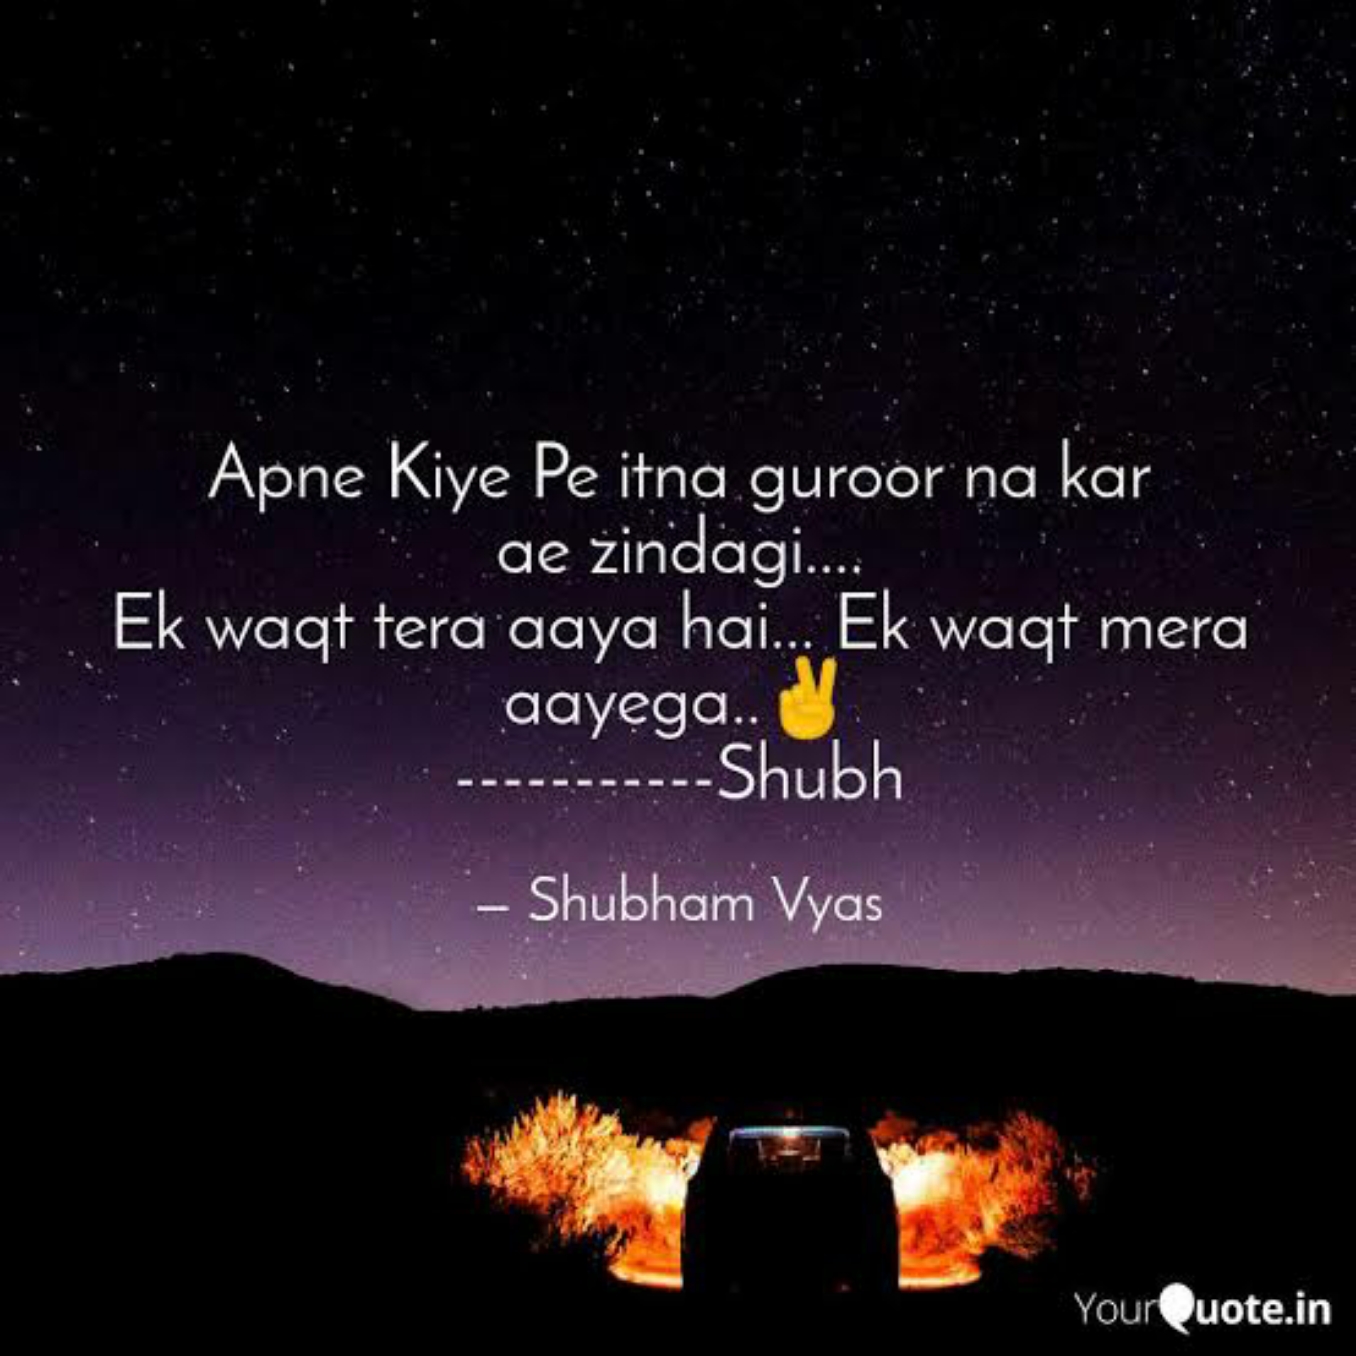 Apne Kiye Pe itna guroor na kar
ae zindagi....
Ek waqt tera aaya hai... Ek waqt mera
aayega..✌
-----------Shubh
– Shubham Vyas
YourQuote.in